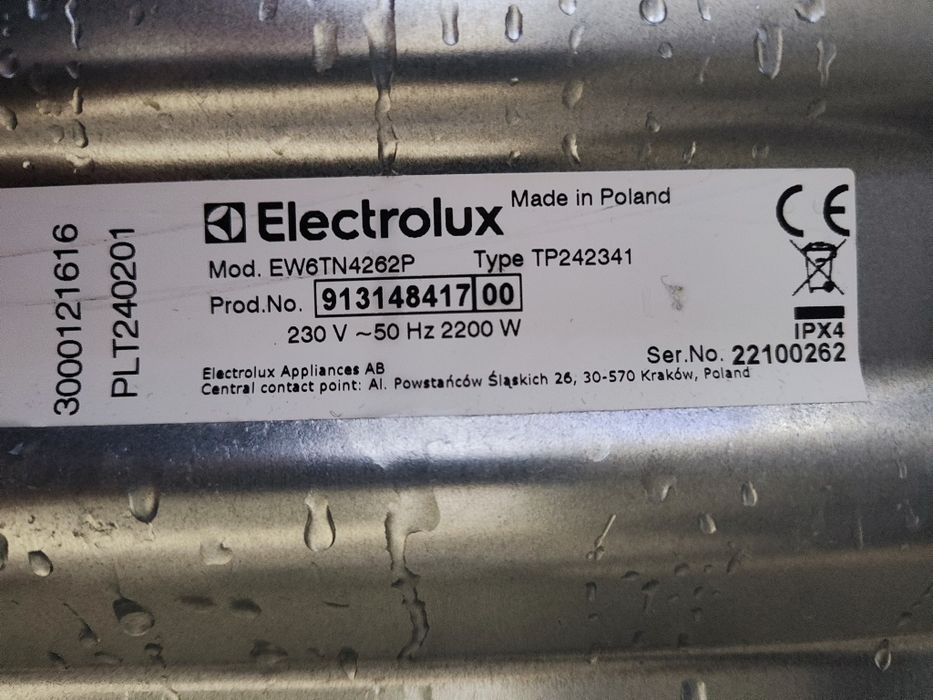 3000121616
PLT240201
Electrolux Made in Poland
Mod. EW6TN4262P Type TP242341
Prod.No. 913148417 00
230 V ~50 Hz 2200 W
CE
IPX4
Ser.No. 22100262
Electrolux Appliances AB
Central contact point: Al. Powstańców Śląskich 26, 30-570 Kraków, Poland